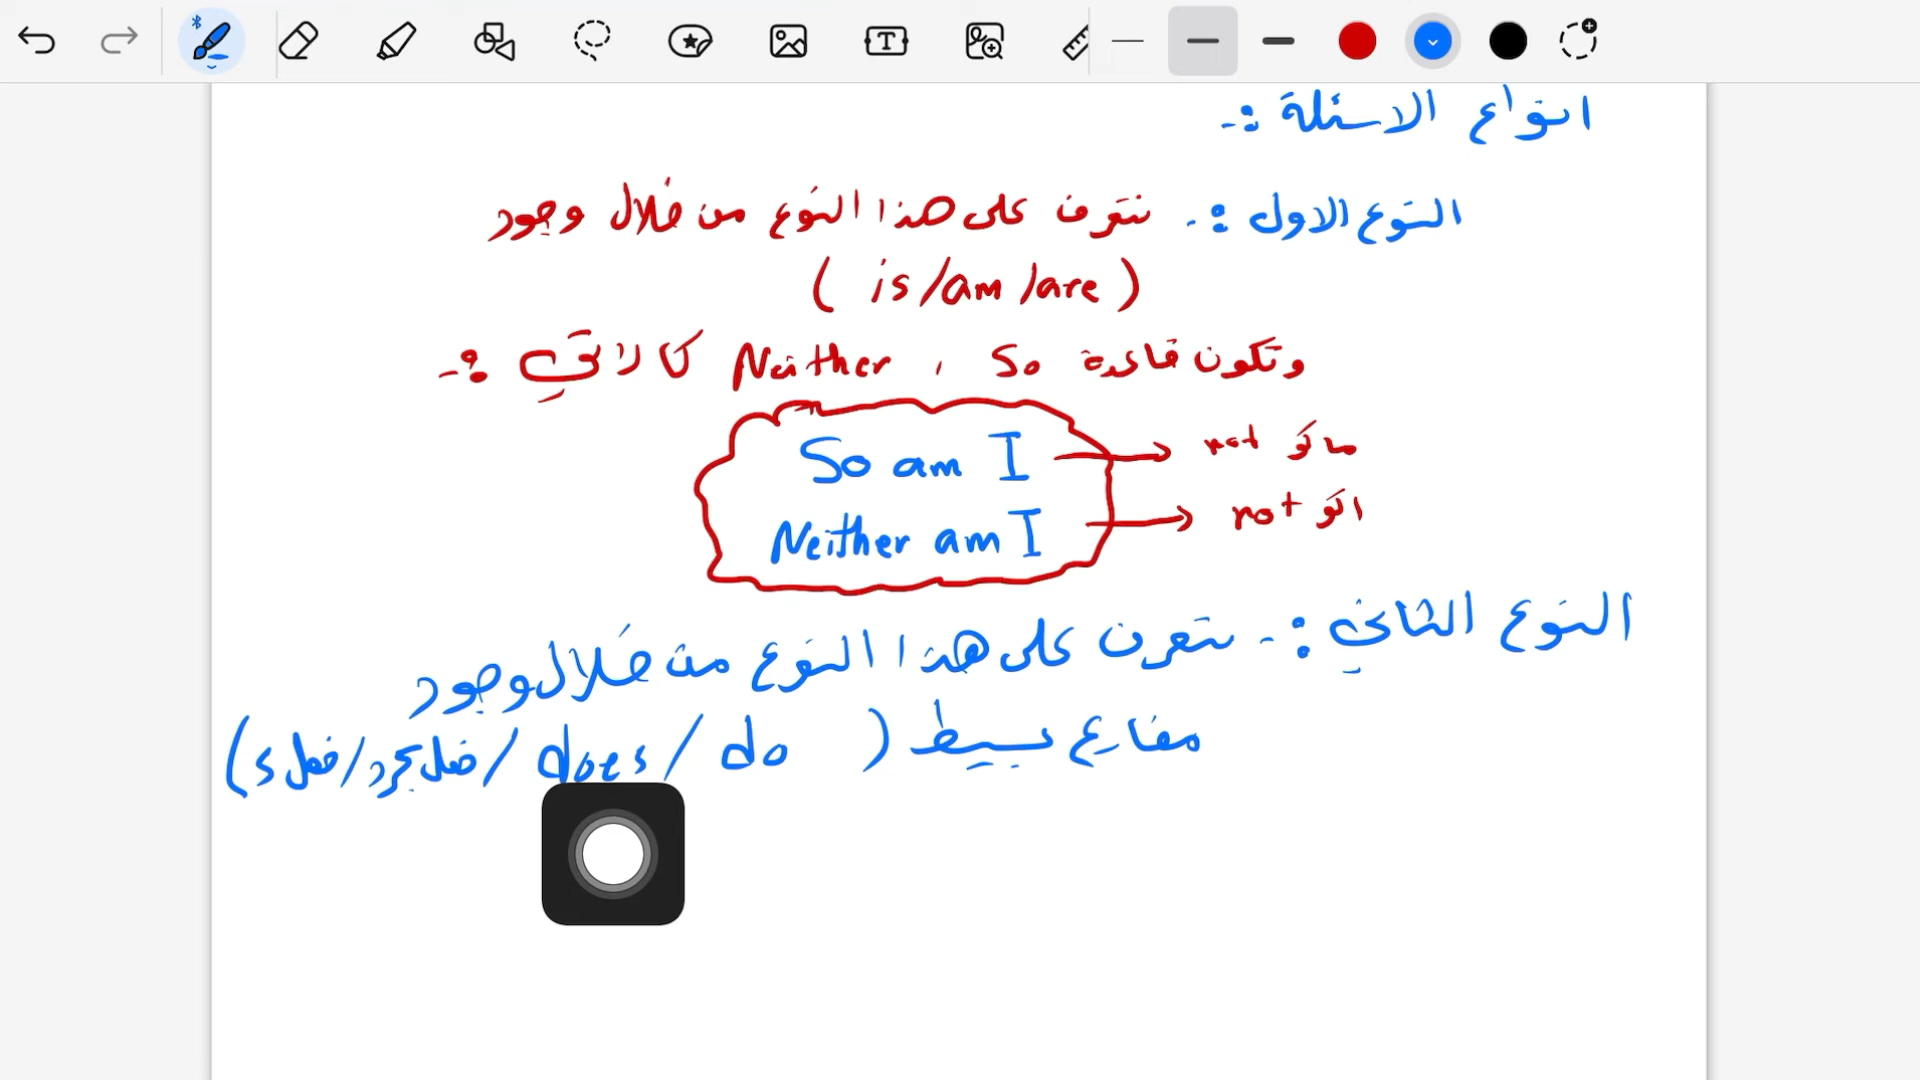 انواع الاسئلة :-
النوع الاول :- نتعرف على هذا النوع من خلال وجود
( is/am/are )
وتكون قاعدة So , Neither كالاتي :-
So am I → ماكو not
Neither am I → اكو not
النوع الثاني :- نتعرف على هذا النوع من خلال وجود
مضارع بسيط ( do / does / فعل مجرد / فعل s )